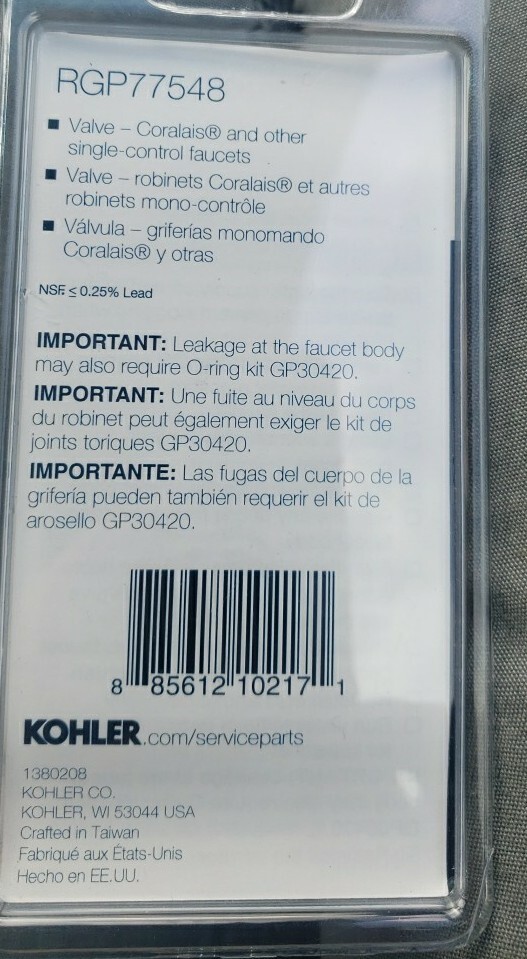 RGP77548
▪ Valve – Coralais® and other
single-control faucets
▪ Valve – robinets Coralais® et autres
robinets mono-contrôle
▪ Válvula – griferías monomando
Coralais® y otras
NSF ≤ 0.25% Lead
IMPORTANT: Leakage at the faucet body
may also require O-ring kit GP30420.
IMPORTANT: Une fuite au niveau du corps
du robinet peut également exiger le kit de
joints toriques GP30420.
IMPORTANTE: Las fugas del cuerpo de la
grifería pueden también requerir el kit de
arosello GP30420.
8 85612 10217 1
KOHLER.com/serviceparts
1380208
KOHLER CO.
KOHLER, WI 53044 USA
Crafted in Taiwan
Fabriqué aux États-Unis
Hecho en EE.UU.